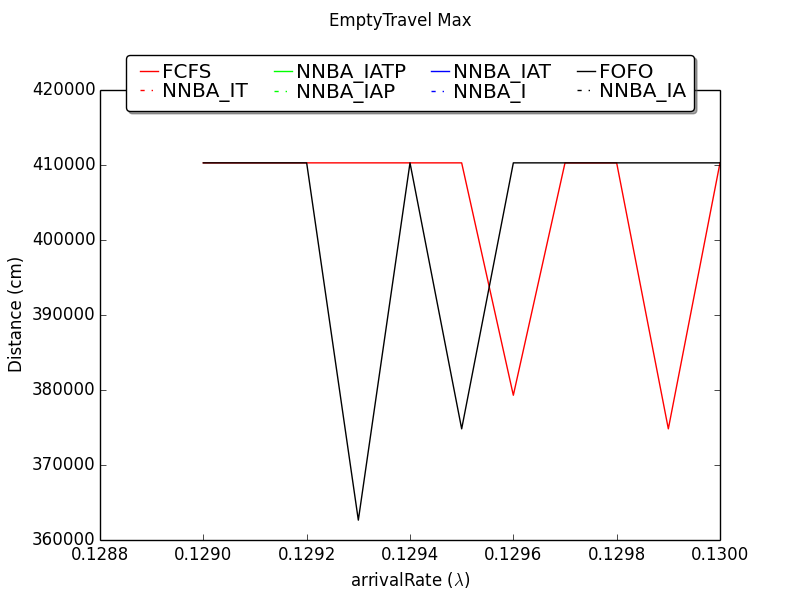 EmptyTravel Max
FCFS NNBA_IATP NNBA_IAT FOFO
NNBA_IT NNBA_IAP NNBA_I NNBA_IA
420000
410000
400000
390000
380000
370000
360000
Distance (cm)
0.1288 0.1290 0.1292 0.1294 0.1296 0.1298 0.1300
arrivalRate (λ)